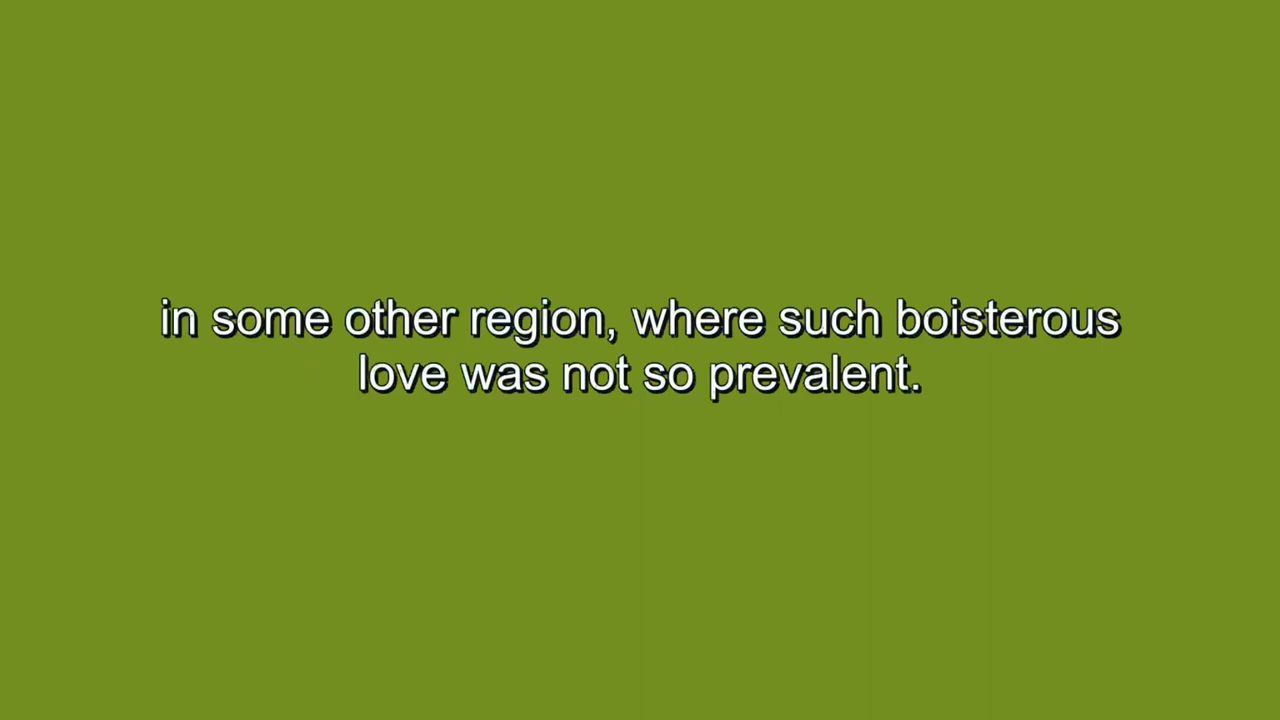 in some other region, where such boisterous
love was not so prevalent.